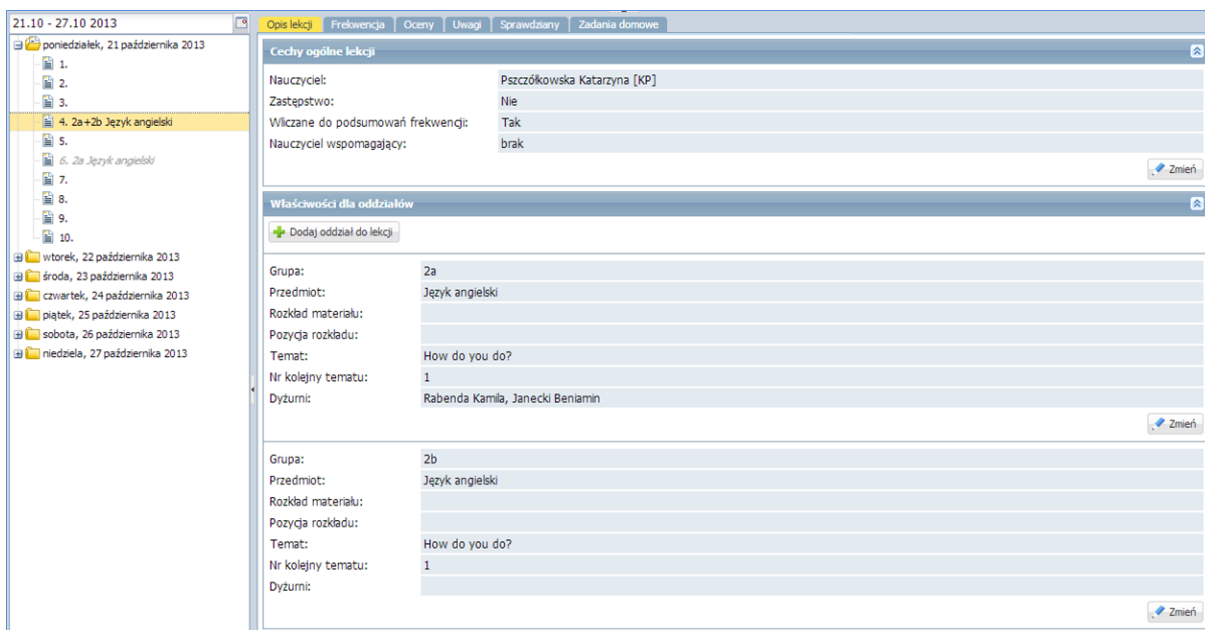 21.10 - 27.10 2013
poniedziałek, 21 października 2013
1.
2.
3.
4. 2a+2b Język angielski
5.
6. 2a Język angielski
7.
8.
9.
10.
wtorek, 22 października 2013
środa, 23 października 2013
czwartek, 24 października 2013
piątek, 25 października 2013
sobota, 26 października 2013
niedziela, 27 października 2013
Opis lekcji Frekwencja Oceny Uwagi Sprawdziany Zadania domowe
Cechy ogólne lekcji
Nauczyciel: Pszczółkowska Katarzyna [KP]
Zastępstwo: Nie
Wliczane do podsumowań frekwencji: Tak
Nauczyciel wspomagający: brak
Zmień
Właściwości dla oddziałów
Dodaj oddział do lekcji
Grupa: 2a
Przedmiot: Język angielski
Rozkład materiału:
Pozycja rozkładu:
Temat: How do you do?
Nr kolejny tematu: 1
Dyżurni: Rabenda Kamila, Janecki Beniamin
Zmień
Grupa: 2b
Przedmiot: Język angielski
Rozkład materiału:
Pozycja rozkładu:
Temat: How do you do?
Nr kolejny tematu: 1
Dyżurni:
Zmień